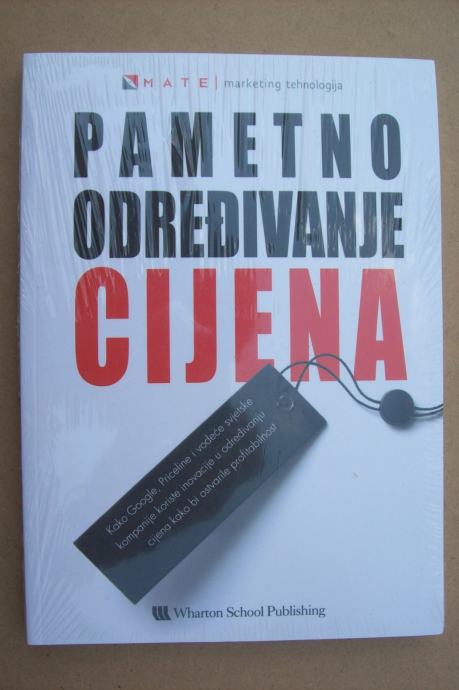 MATE | marketing tehnologija
PAMETNO
ODREĐIVANJE
CIJENA
Kako Google, Priceline i vodeće svjetske
kompanije koriste inovacije u određivanju
cijena kako bi ostvarile profitabilnost
Wharton School Publishing